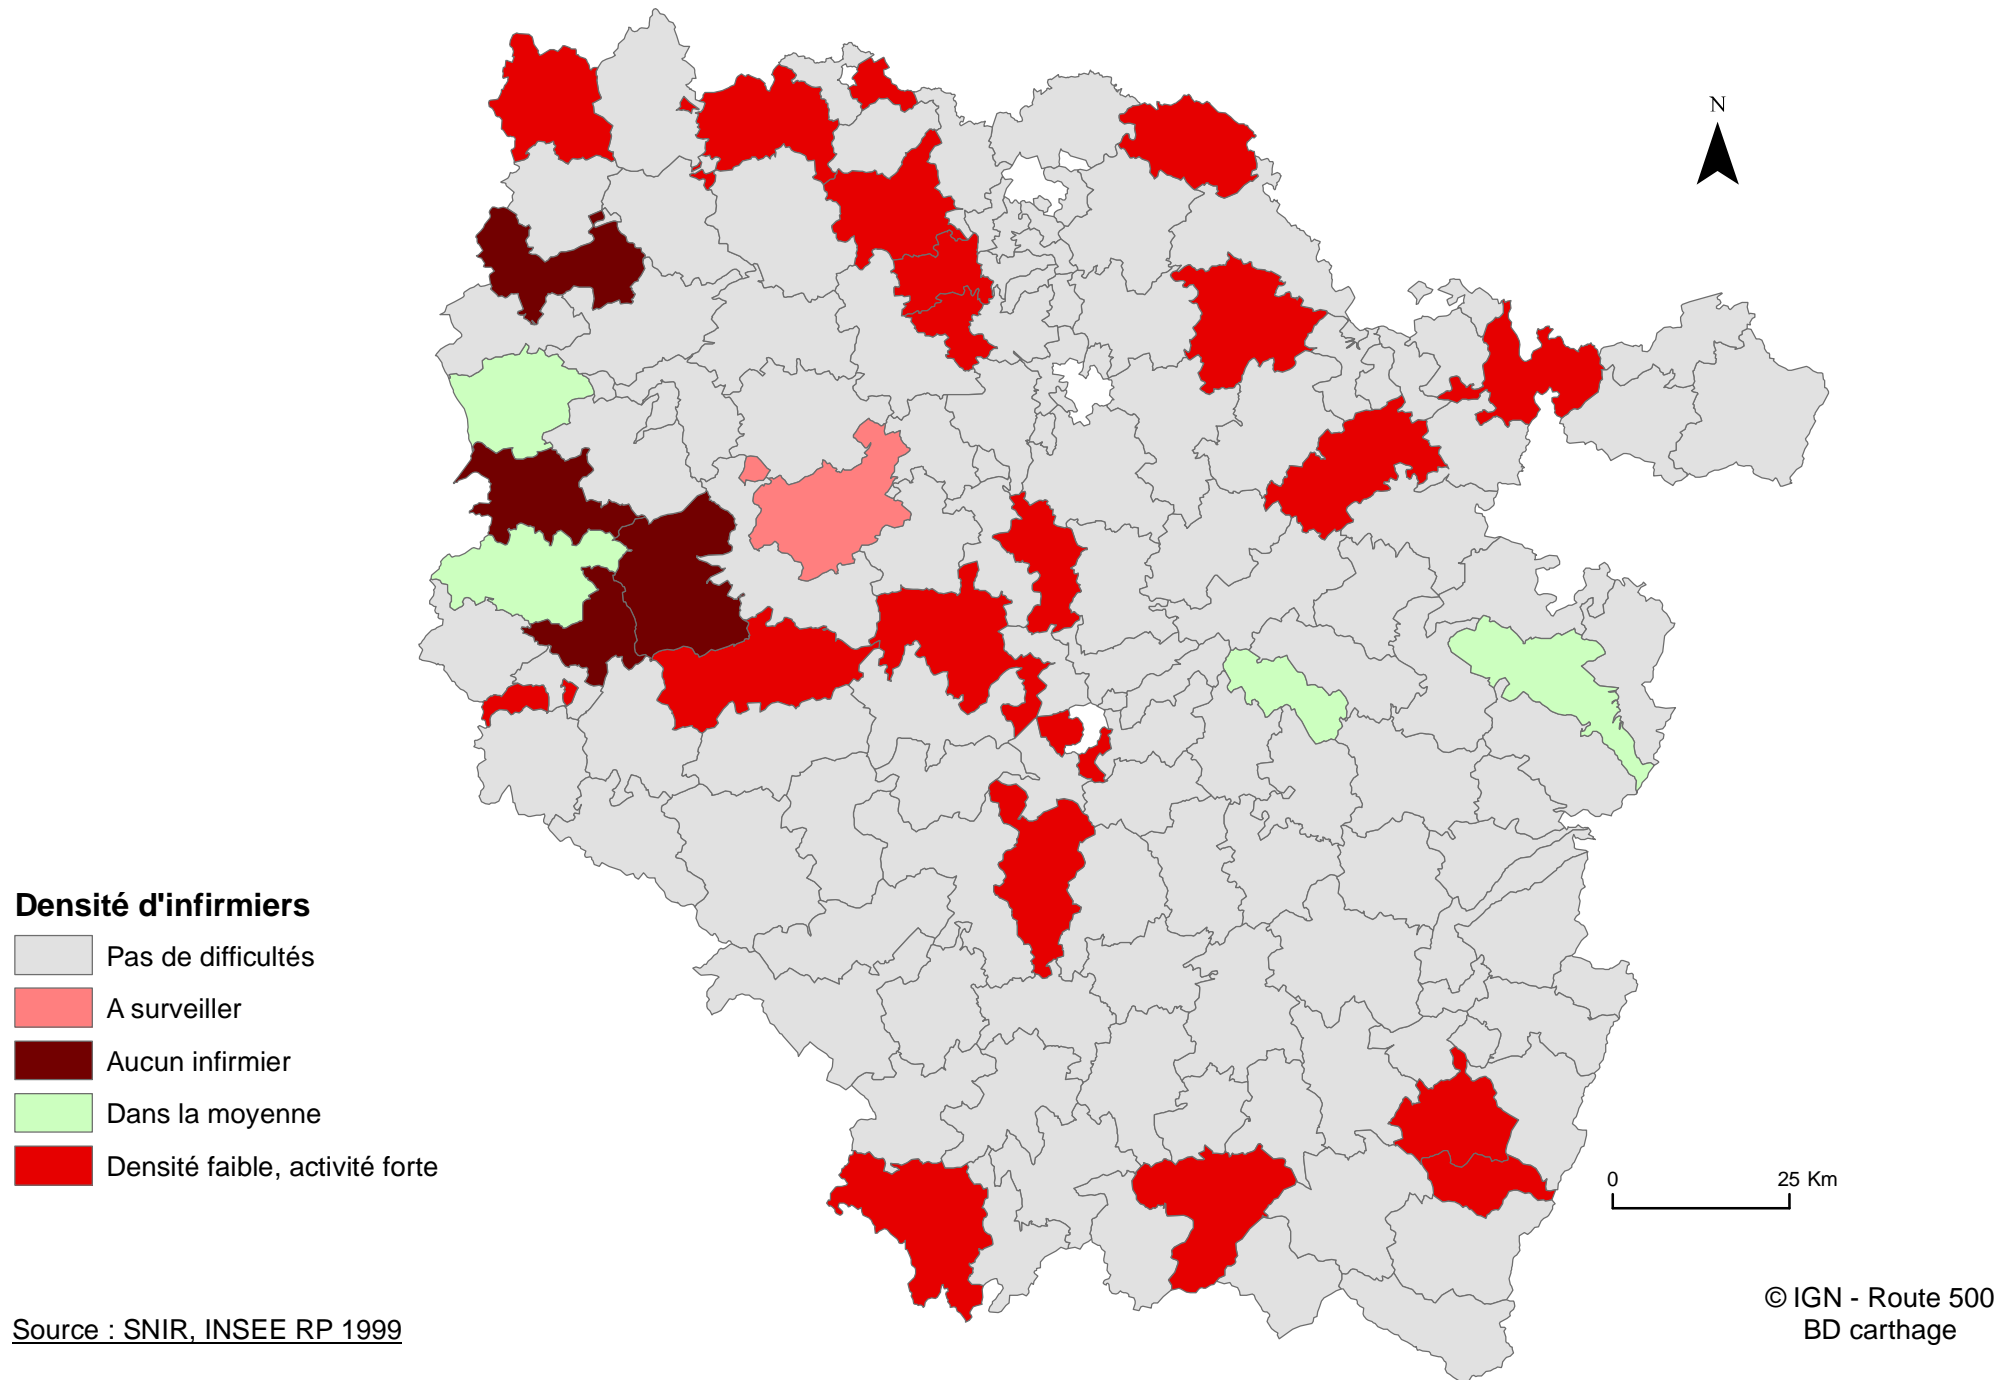 N
Densité d'infirmiers
Pas de difficultés
A surveiller
Aucun infirmier
Dans la moyenne
Densité faible, activité forte
0 25 Km
Source : SNIR, INSEE RP 1999
© IGN - Route 500
BD carthage